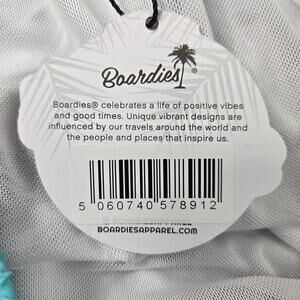 Boardies®
Boardies® celebrates a life of positive vibes
and good times. Unique vibrant designs are
influenced by our travels around the world and
the people and places that inspire us.
5 060740 578912
BOARDIESAPPAREL.COM